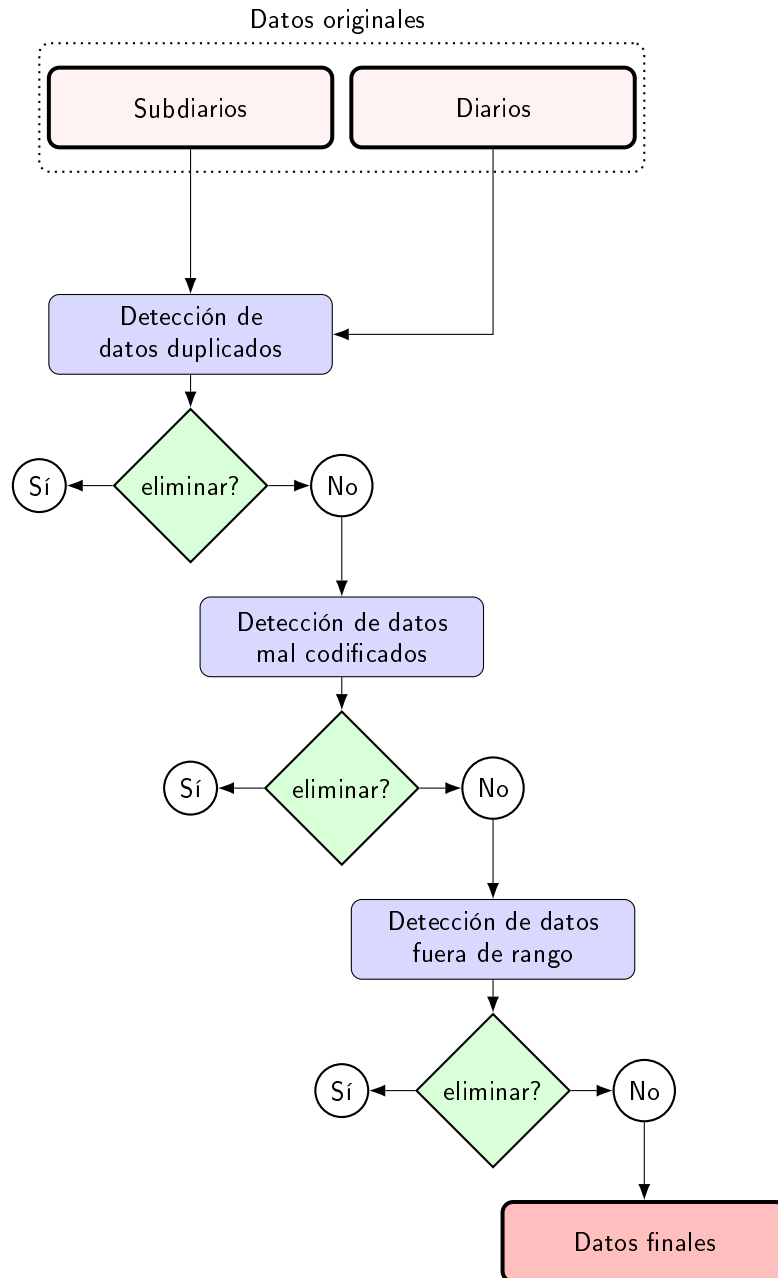 Datos originales
Subdiarios
Diarios
Detección de
datos duplicados
Sí
eliminar?
No
Detección de datos
mal codificados
Sí
eliminar?
No
Detección de datos
fuera de rango
Sí
eliminar?
No
Datos finales